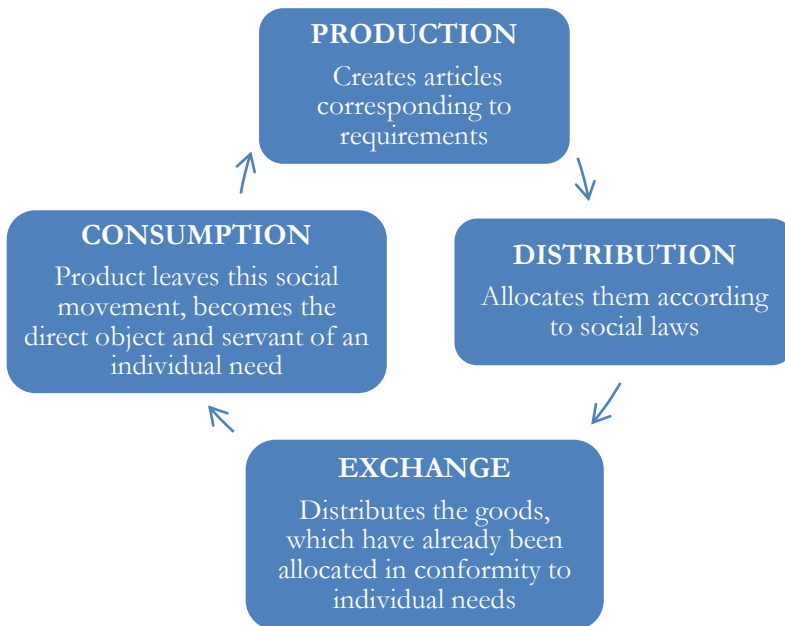 PRODUCTION
Creates articles
corresponding to
requirements
CONSUMPTION
Product leaves this social
movement, becomes the
direct object and servant of an
individual need
DISTRIBUTION
Allocates them according
to social laws
EXCHANGE
Distributes the goods,
which have already been
allocated in conformity to
individual needs